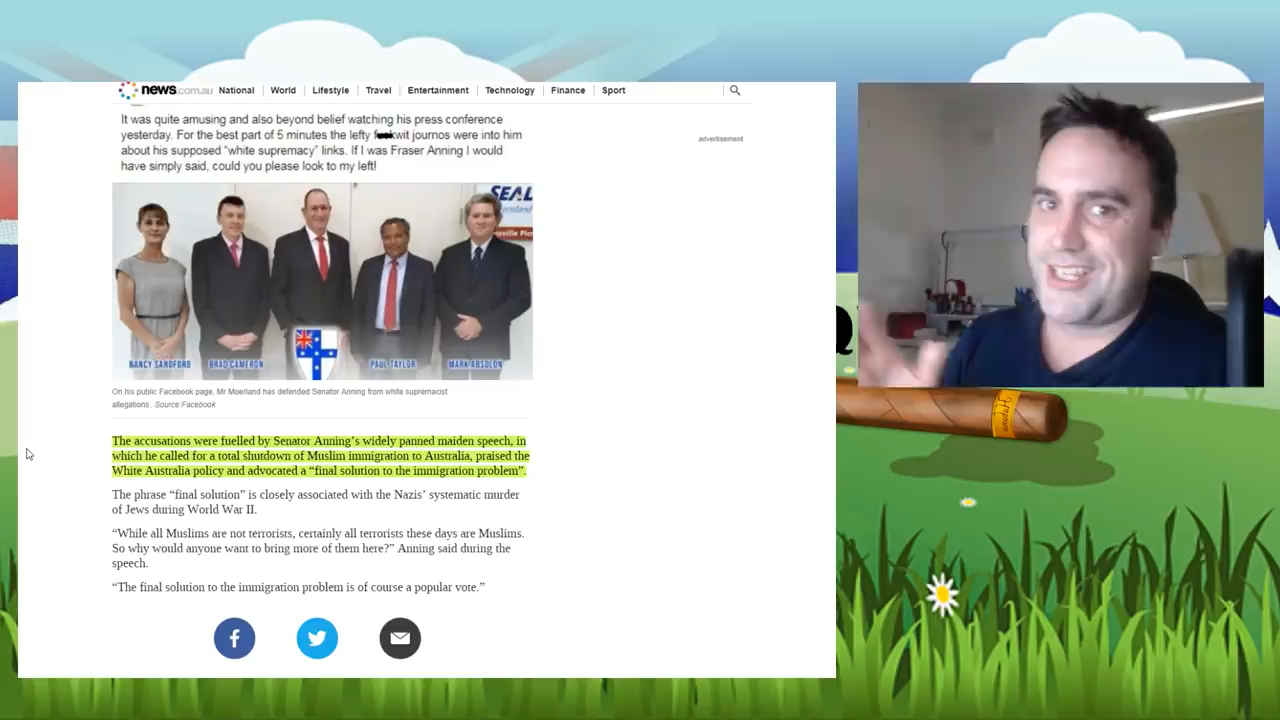 news.com.au National World Lifestyle Travel Entertainment Technology Finance Sport
It was quite amusing and also beyond belief watching his press conference
yesterday. For the best part of 5 minutes the lefty wit journos were into him
about his supposed "white supremacy" links. If I was Fraser Anning I would
have simply said, could you please look to my left!
advertisement
SEAL
NANCY SANDFORD BRAD CAMERON PAUL TAYLOR MARK ABSOLON
On his public Facebook page, Mr Moerland has defended Senator Anning from white supremacist
allegations. Source:Facebook
The accusations were fuelled by Senator Anning’s widely panned maiden speech, in
which he called for a total shutdown of Muslim immigration to Australia, praised the
White Australia policy and advocated a “final solution to the immigration problem”.
The phrase “final solution” is closely associated with the Nazis’ systematic murder
of Jews during World War II.
“While all Muslims are not terrorists, certainly all terrorists these days are Muslims.
So why would anyone want to bring more of them here?” Anning said during the
speech.
“The final solution to the immigration problem is of course a popular vote.”